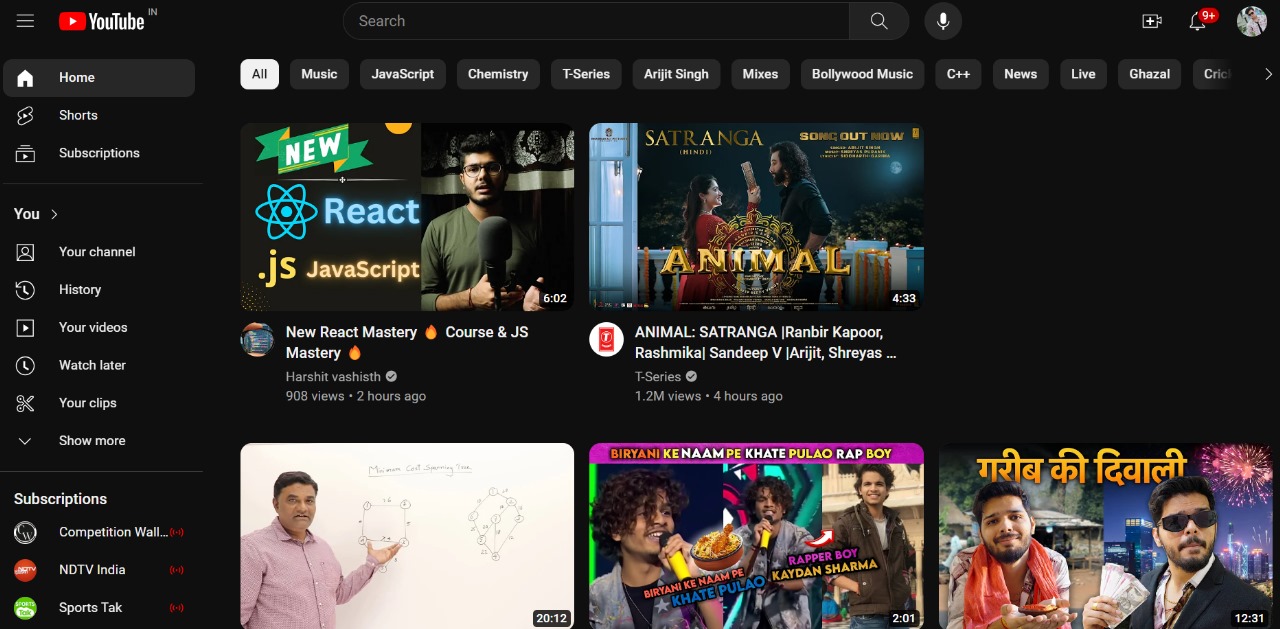 YouTube IN
Search
9+
Home
Shorts
Subscriptions
You
Your channel
History
Your videos
Watch later
Your clips
Show more
Subscriptions
Competition Wall...
NDTV India
Sports Tak
All
Music
JavaScript
Chemistry
T-Series
Arijit Singh
Mixes
Bollywood Music
C++
News
Live
Ghazal
NEW
React
.js JavaScript
6:02
New React Mastery 🔥 Course & JS
Mastery 🔥
Harshit vashisth
908 views • 2 hours ago
SATRANGA
(HINDI)
SONG OUT NOW
ANIMAL
4:33
ANIMAL: SATRANGA |Ranbir Kapoor,
Rashmika| Sandeep V |Arijit, Shreyas ...
T-Series
1.2M views • 4 hours ago
Minimum Cost Spanning Tree
20:12
BIRYANI KE NAAM PE KHATE PULAO RAP BOY
RAPPER BOY
KAYDAN SHARMA
BIRYANI KE NAAM PE
KHATE PULAO
2:01
गरीब की दिवाली
12:31